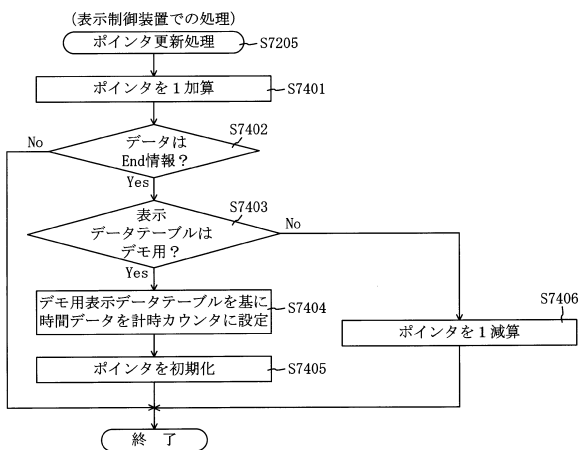 (表示制御装置での処理)
ポインタ更新処理
S7205
ポインタを1加算
S7401
S7402
No
データは
End情報?
Yes
S7403
表示
データテーブルは
デモ用?
No
Yes
デモ用表示データテーブルを基に
時間データを計時カウンタに設定
S7404
S7406
ポインタを1減算
ポインタを初期化
S7405
終 了